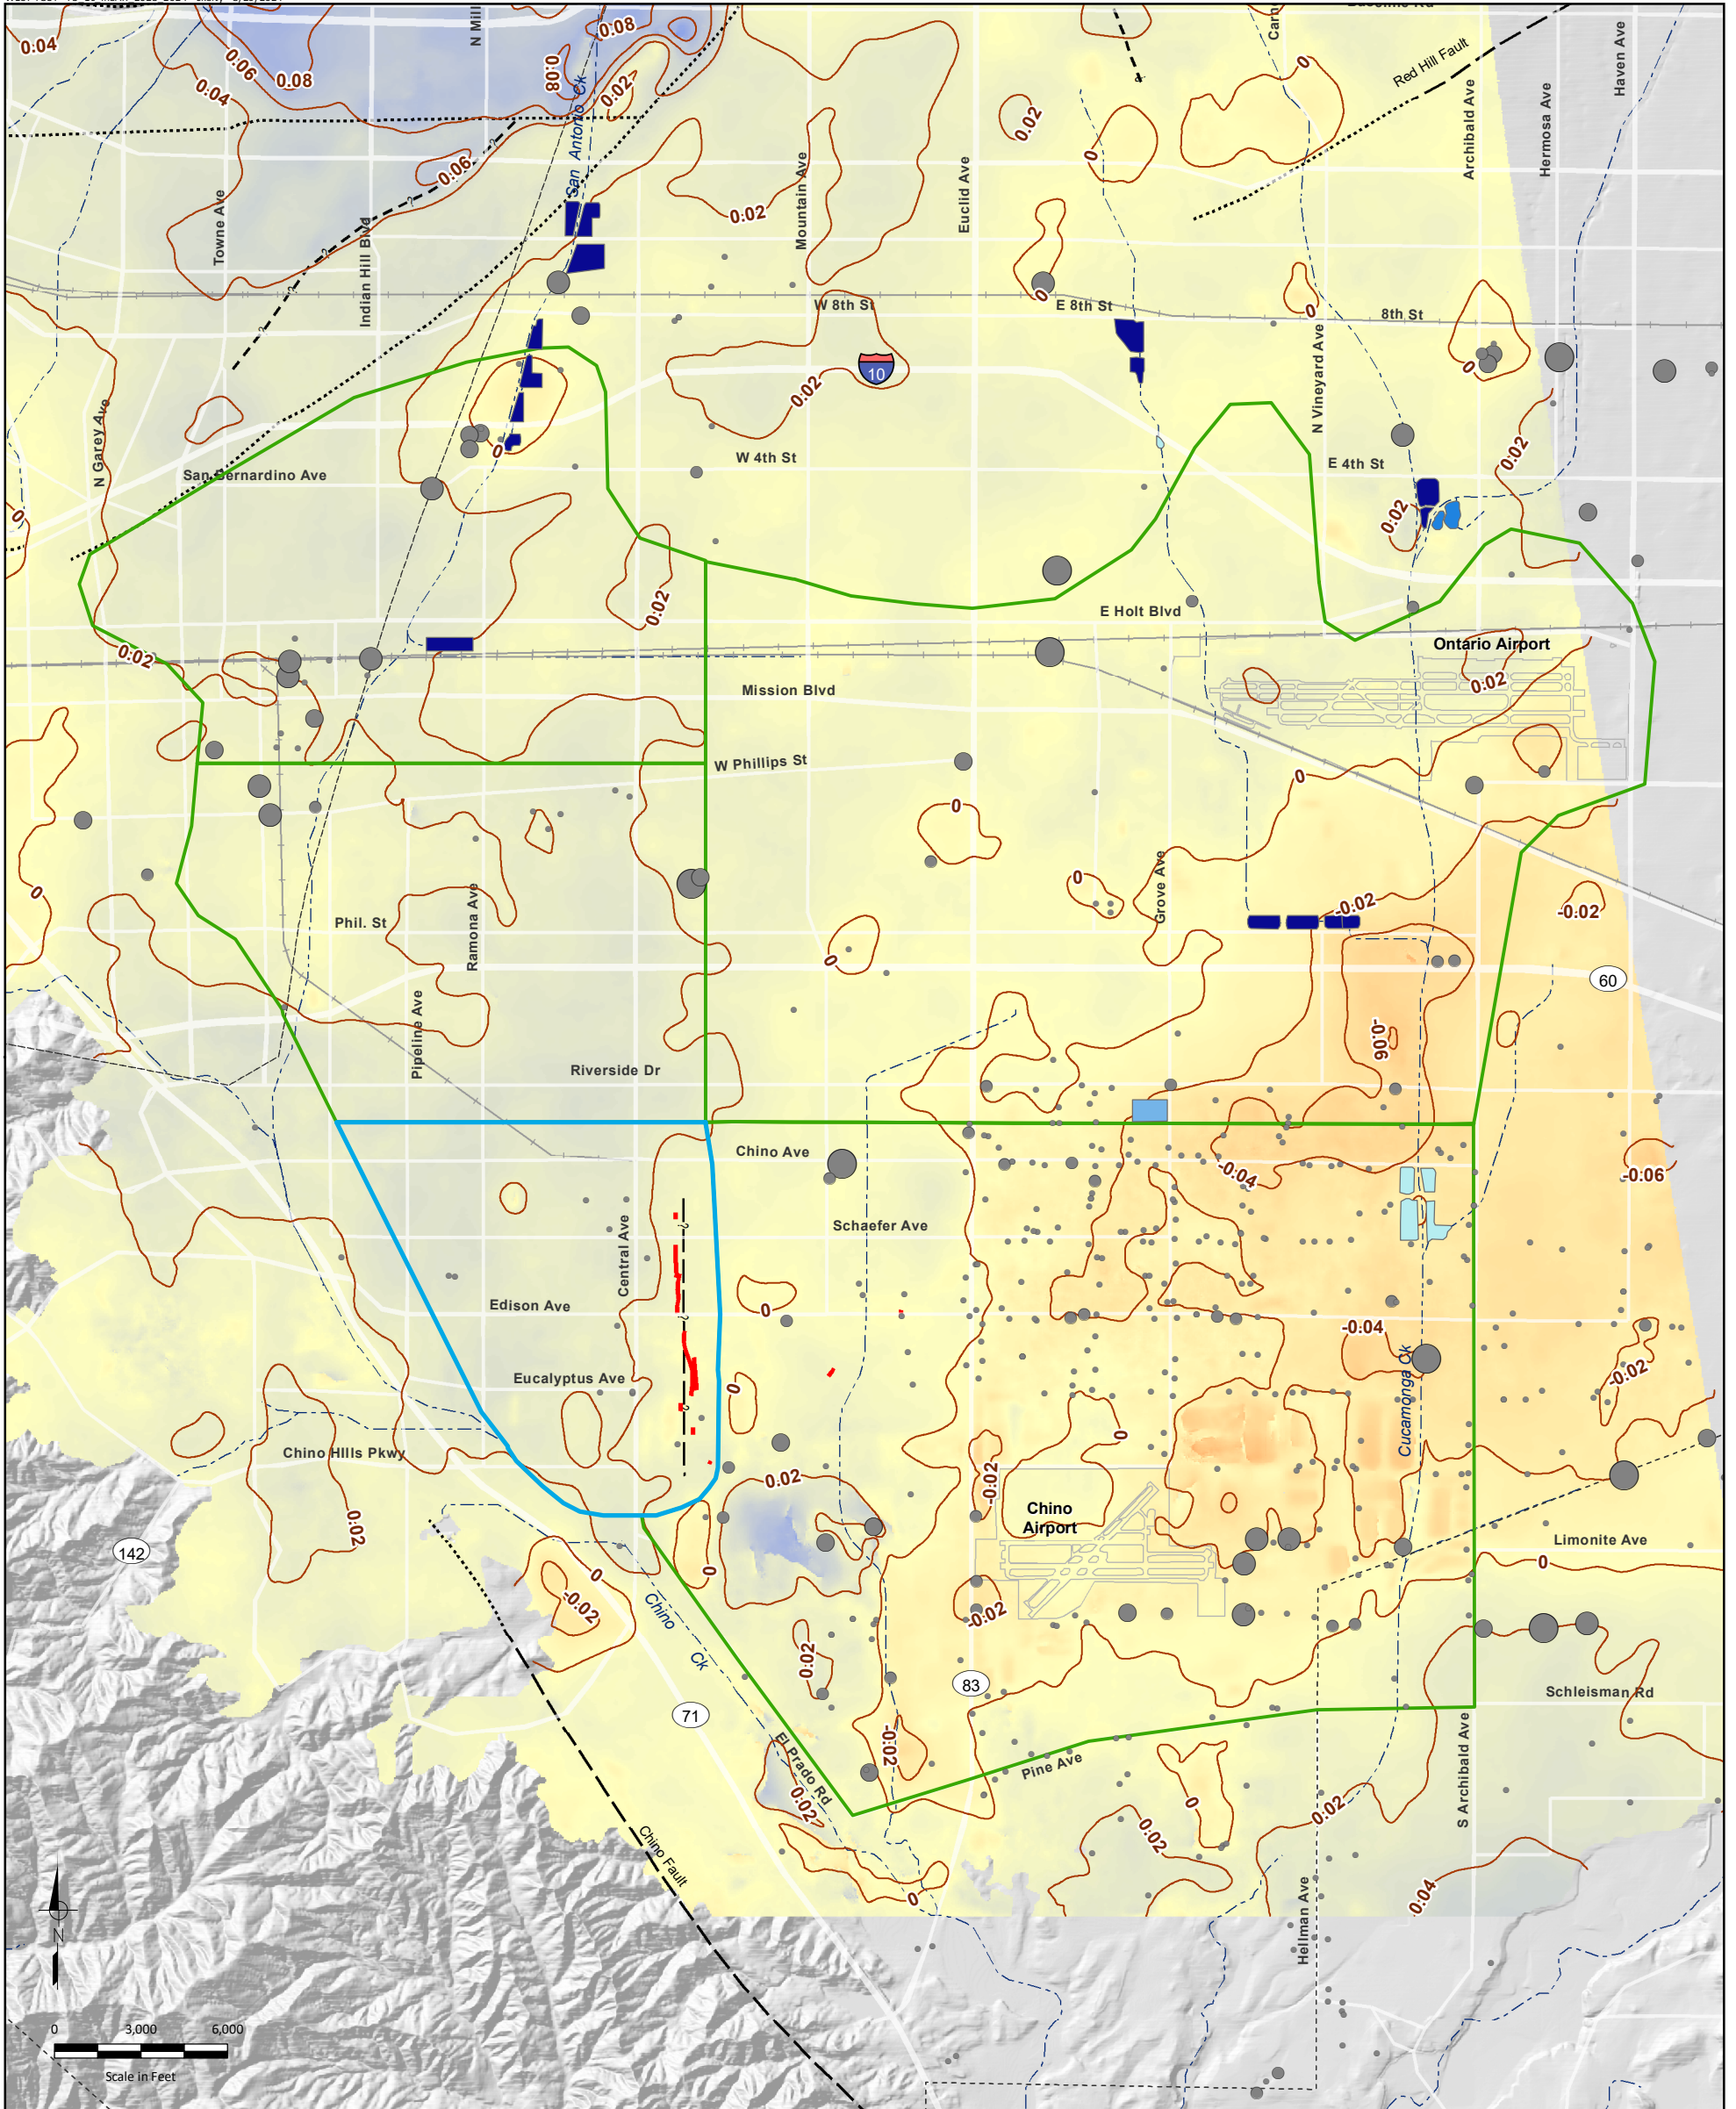 Baseline Rd
0.04
0.06
0.08
0.04
N Mill
0.08
0.08
0.02
San Antonio Ck
0.06
Carn
Red Hill Fault
Archibald Ave
Hermosa Ave
Haven Ave
0
0.02
0
Towne Ave
Indian Hill Blvd
Mountain Ave
0.02
Euclid Ave
?
?
?
?
W 8th St
0
E 8th St
0
8th St
N Vineyard Ave
10
0.02
0
N Garey Ave
San Bernardino Ave
0
W 4th St
E 4th St
0.02
0.02
0
0.02
E Holt Blvd
Ontario Airport
0.02
0.02
Mission Blvd
W Phillips St
0
0
0
Grove Ave
-0.02
-0.02
0
Phil. St
Ramona Ave
0
60
Pipeline Ave
-0.06
Riverside Dr
Chino Ave
-0.04
-0.06
Central Ave
Schaefer Ave
?
Edison Ave
0
?
-0.04
Eucalyptus Ave
0
Cucamonga Ck
-0.02
?
Chino HIlls Pkwy
0
0.02
-0.02
0.02
Chino
Airport
142
Limonite Ave
0
0
0
-0.02
Chino Ck
-0.02
0.02
83
Schleisman Rd
71
El Prado Rd
-0.02
Pine Ave
S Archibald Ave
0.02
0
0.02
0.02
Chino Fault
0
0.04
Hellman Ave
N
0 3,000 6,000
Scale in Feet